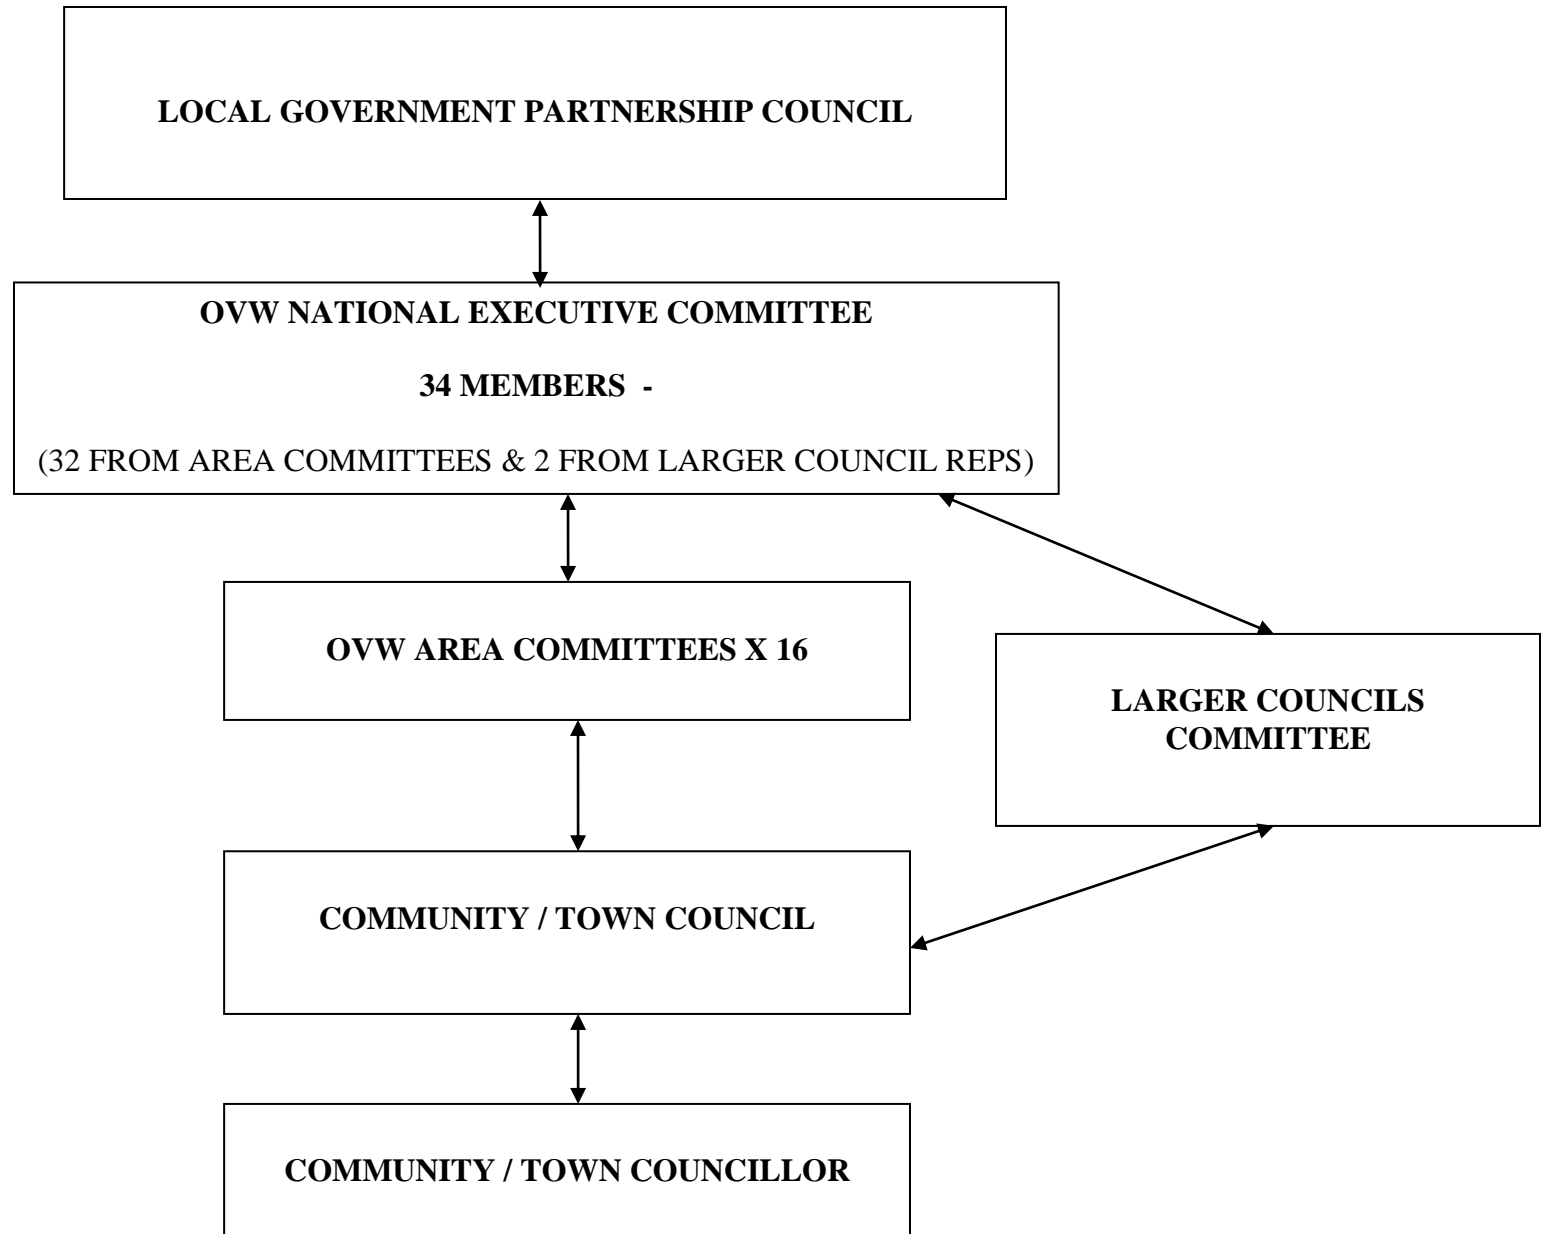 LOCAL GOVERNMENT PARTNERSHIP COUNCIL
OVW NATIONAL EXECUTIVE COMMITTEE
34 MEMBERS -
(32 FROM AREA COMMITTEES & 2 FROM LARGER COUNCIL REPS)
OVW AREA COMMITTEES X 16
LARGER COUNCILS
COMMITTEE
COMMUNITY / TOWN COUNCIL
COMMUNITY / TOWN COUNCILLOR